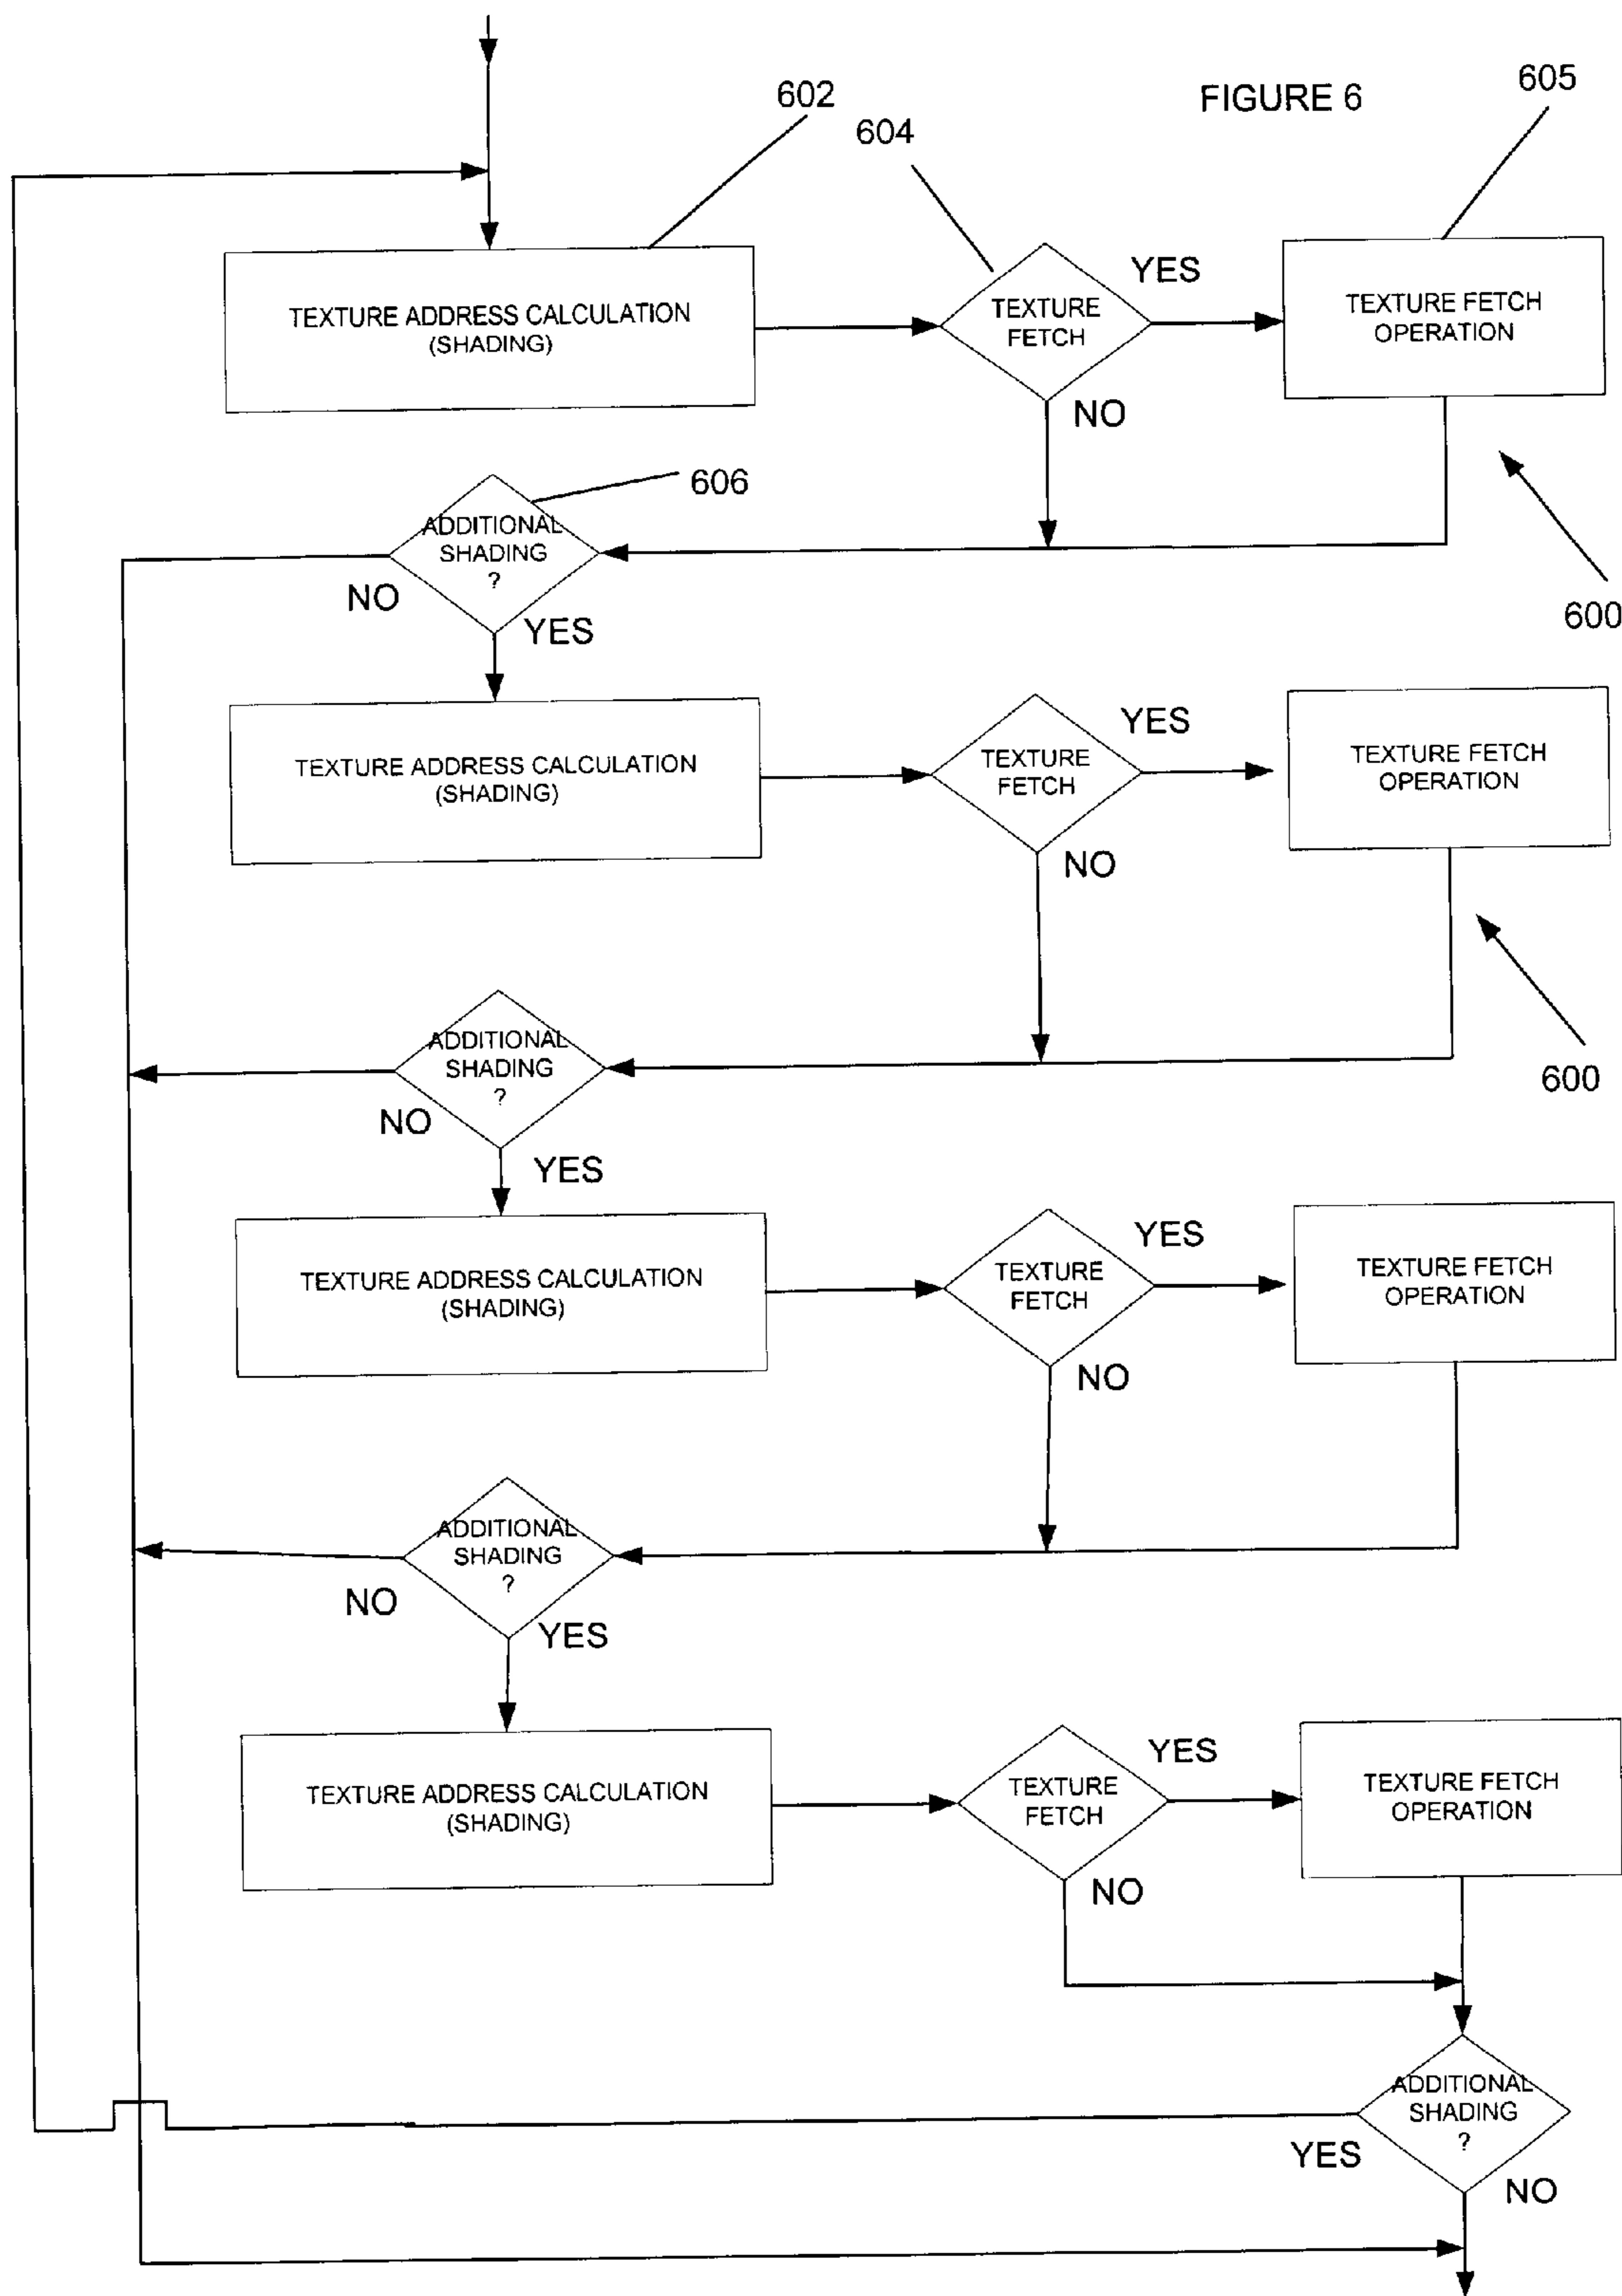 FIGURE 6
602
604
605
TEXTURE ADDRESS CALCULATION
(SHADING)
TEXTURE
FETCH
YES
NO
TEXTURE FETCH
OPERATION
600
606
ADDITIONAL
SHADING
?
NO
YES
TEXTURE ADDRESS CALCULATION
(SHADING)
TEXTURE
FETCH
YES
NO
TEXTURE FETCH
OPERATION
600
ADDITIONAL
SHADING
?
NO
YES
TEXTURE ADDRESS CALCULATION
(SHADING)
TEXTURE
FETCH
YES
NO
TEXTURE FETCH
OPERATION
ADDITIONAL
SHADING
?
NO
YES
TEXTURE ADDRESS CALCULATION
(SHADING)
TEXTURE
FETCH
YES
NO
TEXTURE FETCH
OPERATION
ADDITIONAL
SHADING
?
YES
NO